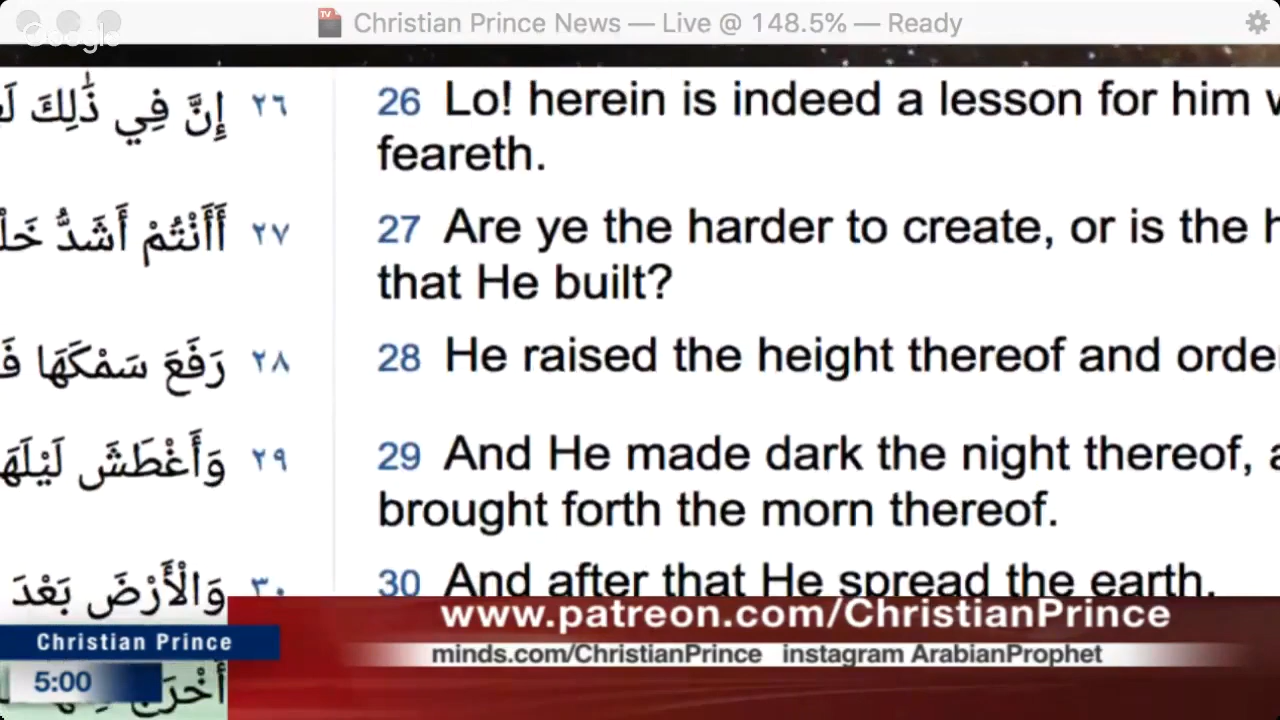 Christian Prince News — Live @ 148.5% — Ready
Google
إِنَّ فِي ذَٰلِكَ ٢٦
26 Lo! herein is indeed a lesson for him
feareth.
أَأَنْتُمْ أَشَدُّ ٢٧
27 Are ye the harder to create, or is the
that He built?
رَفَعَ سَمْكَهَا ٢٨
28 He raised the height thereof and orde
وَأَغْطَشَ لَيْلَهَ ٢٩
29 And He made dark the night thereof, a
brought forth the morn thereof.
وَالْأَرْضَ بَعْدَ ٣٠
30 And after that He spread the earth,
www.patreon.com/ChristianPrince
Christian Prince
minds.com/ChristianPrince instagram ArabianProphet
5:00